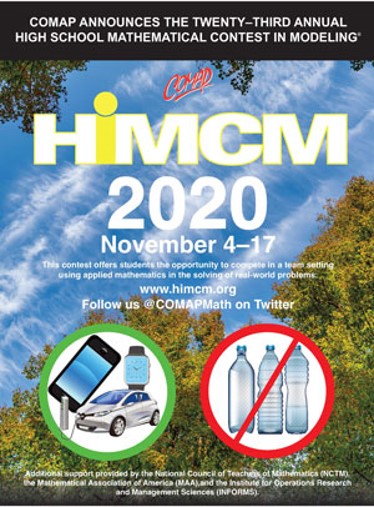 COMAP ANNOUNCES THE TWENTY–THIRD ANNUAL
HIGH SCHOOL MATHEMATICAL CONTEST IN MODELING®
COMAP
HiMCM
2020
November 4–17
This contest offers students the opportunity to compete in a team setting
using applied mathematics in the solving of real-world problems.
www.himcm.org
Follow us @COMAPMath on Twitter
Additional support provided by the National Council of Teachers of Mathematics (NCTM),
the Mathematical Association of America (MAA),and the Institute for Operations Research
and Management Sciences (INFORMS).